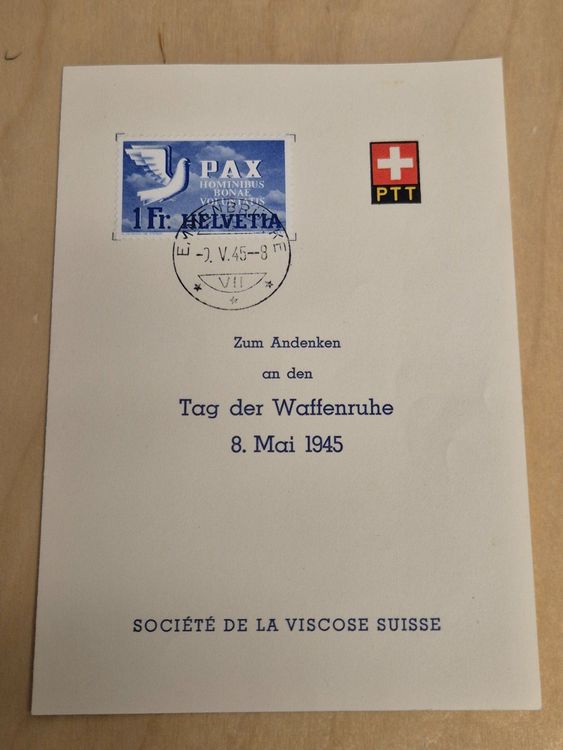 PAX
HOMINIBUS
BONAE
VOLUNTATIS
1 Fr. HELVETIA
PTT
V.45--8
VII
Zum Andenken
an den
Tag der Waffenruhe
8. Mai 1945
SOCIÉTÉ DE LA VISCOSE SUISSE